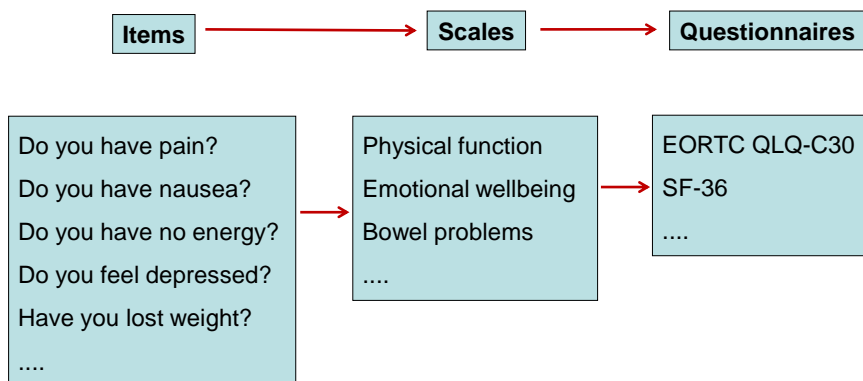 Items
Scales
Questionnaires
Do you have pain?
Do you have nausea?
Do you have no energy?
Do you feel depressed?
Have you lost weight?
....
Physical function
Emotional wellbeing
Bowel problems
....
EORTC QLQ-C30
SF-36
....